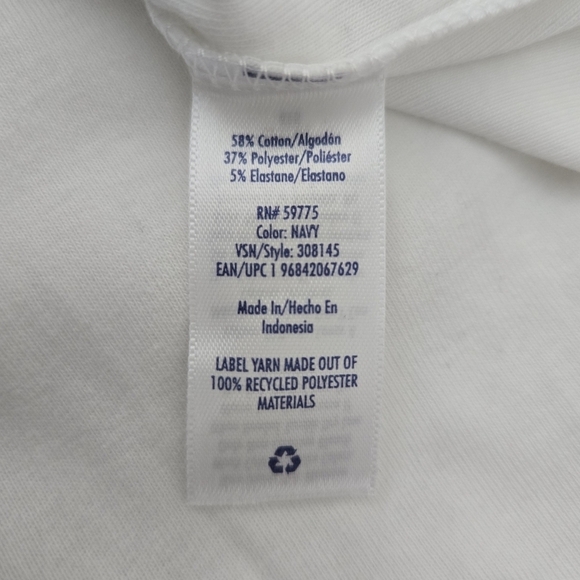 58% Cotton/Algodón
37% Polyester/Poliéster
5% Elastane/Elastano
RN# 59775
Color: NAVY
VSN/Style: 308145
EAN/UPC 1 96842067629
Made In/Hecho En
Indonesia
LABEL YARN MADE OUT OF
100% RECYCLED POLYESTER
MATERIALS